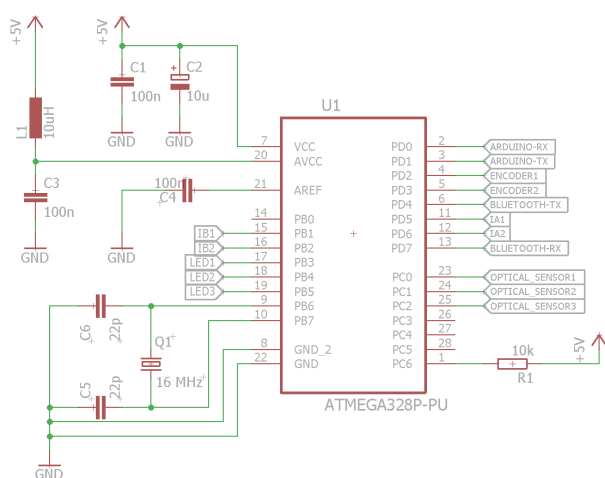 +5V
+5V
C1
100n
C2
10u
GND
GND
L1
10uH
C3
100n
GND
100n
C4
GND
U1
7 VCC PD0 2 ARDUINO-RX
20 AVCC PD1 3 ARDUINO-TX
PD2 4 ENCODER1
21 AREF PD3 5 ENCODER2
PD4 6 BLUETOOTH-TX
14 PB0 PD5 11 IA1
IB1 15 PB1 PD6 12 IA2
IB2 16 PB2 PD7 13 BLUETOOTH-RX
LED1 17 PB3
LED2 18 PB4 PC0 23 OPTICAL_SENSOR1
LED3 19 PB5 PC1 24 OPTICAL_SENSOR2
9 PB6 PC2 25 OPTICAL_SENSOR3
10 PB7 PC3 26
PC4 27
8 GND_2 PC5 28
22 GND PC6 1
C6
22p
Q1
16 MHz
C5
22p
GND
10k
R1
+5V
ATMEGA328P-PU